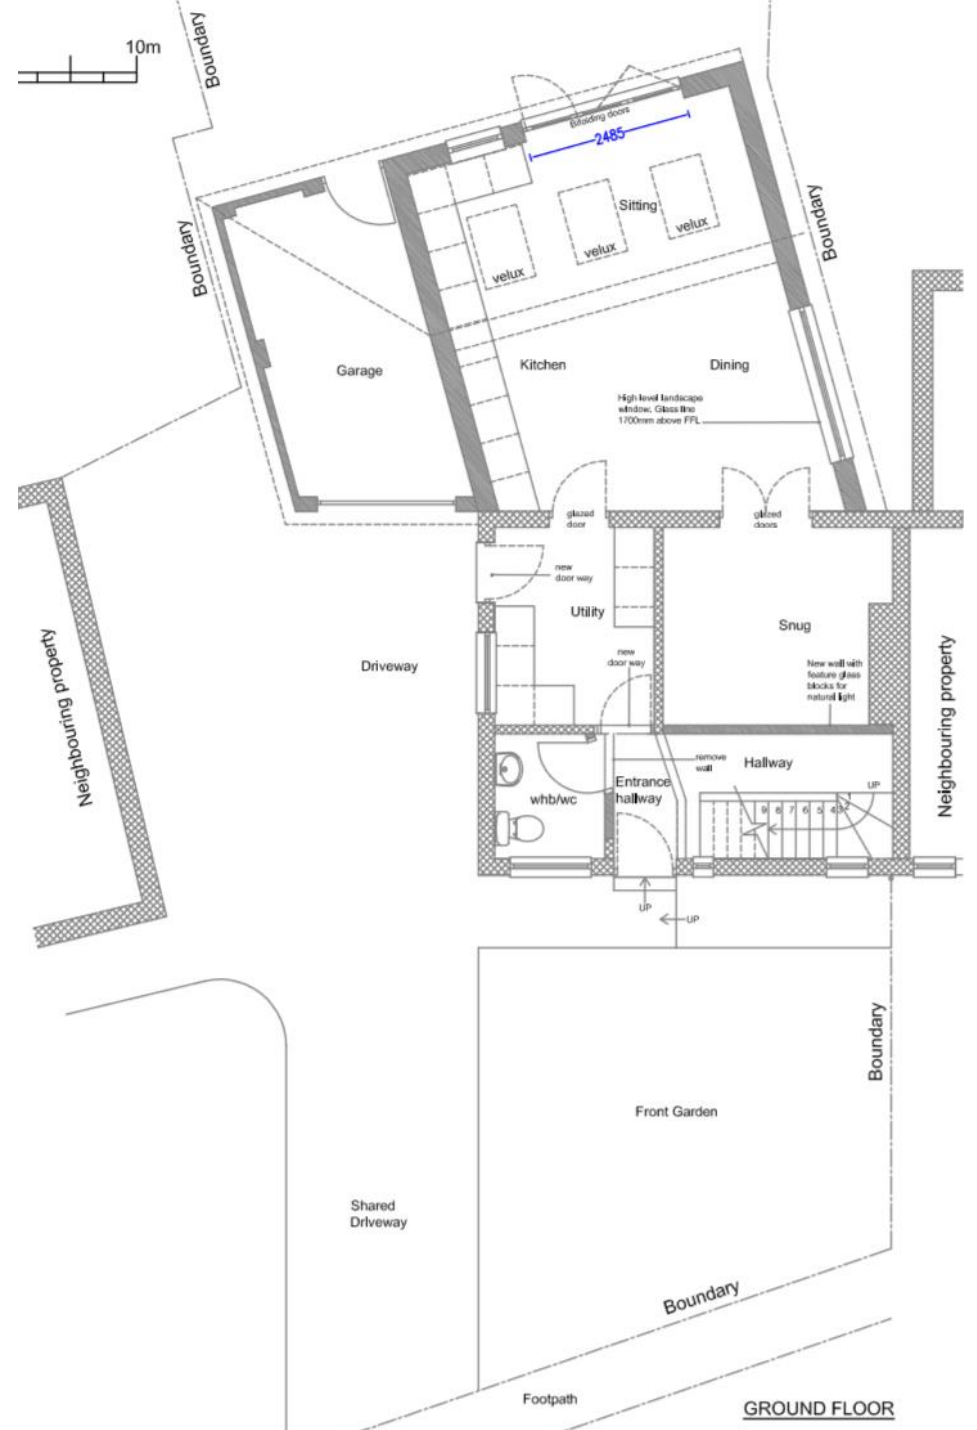 10m
Boundary
Bifolding doors
2485
Sitting
velux
velux
velux
Boundary
Boundary
Garage
Kitchen
Dining
High level landscape
window. Glass line
1700mm above FFL
glazed
door
glazed
doors
new
door way
Utility
Snug
new
door way
New wall with
feature glass
blocks for
natural light
Driveway
Neighbouring property
Neighbouring property
remove
wall
Hallway
Entrance
hallway
whb/wc
UP
9 8 7 6 5 4 3 2 1
UP
UP
Boundary
Front Garden
Shared
Driveway
Boundary
Footpath
GROUND FLOOR